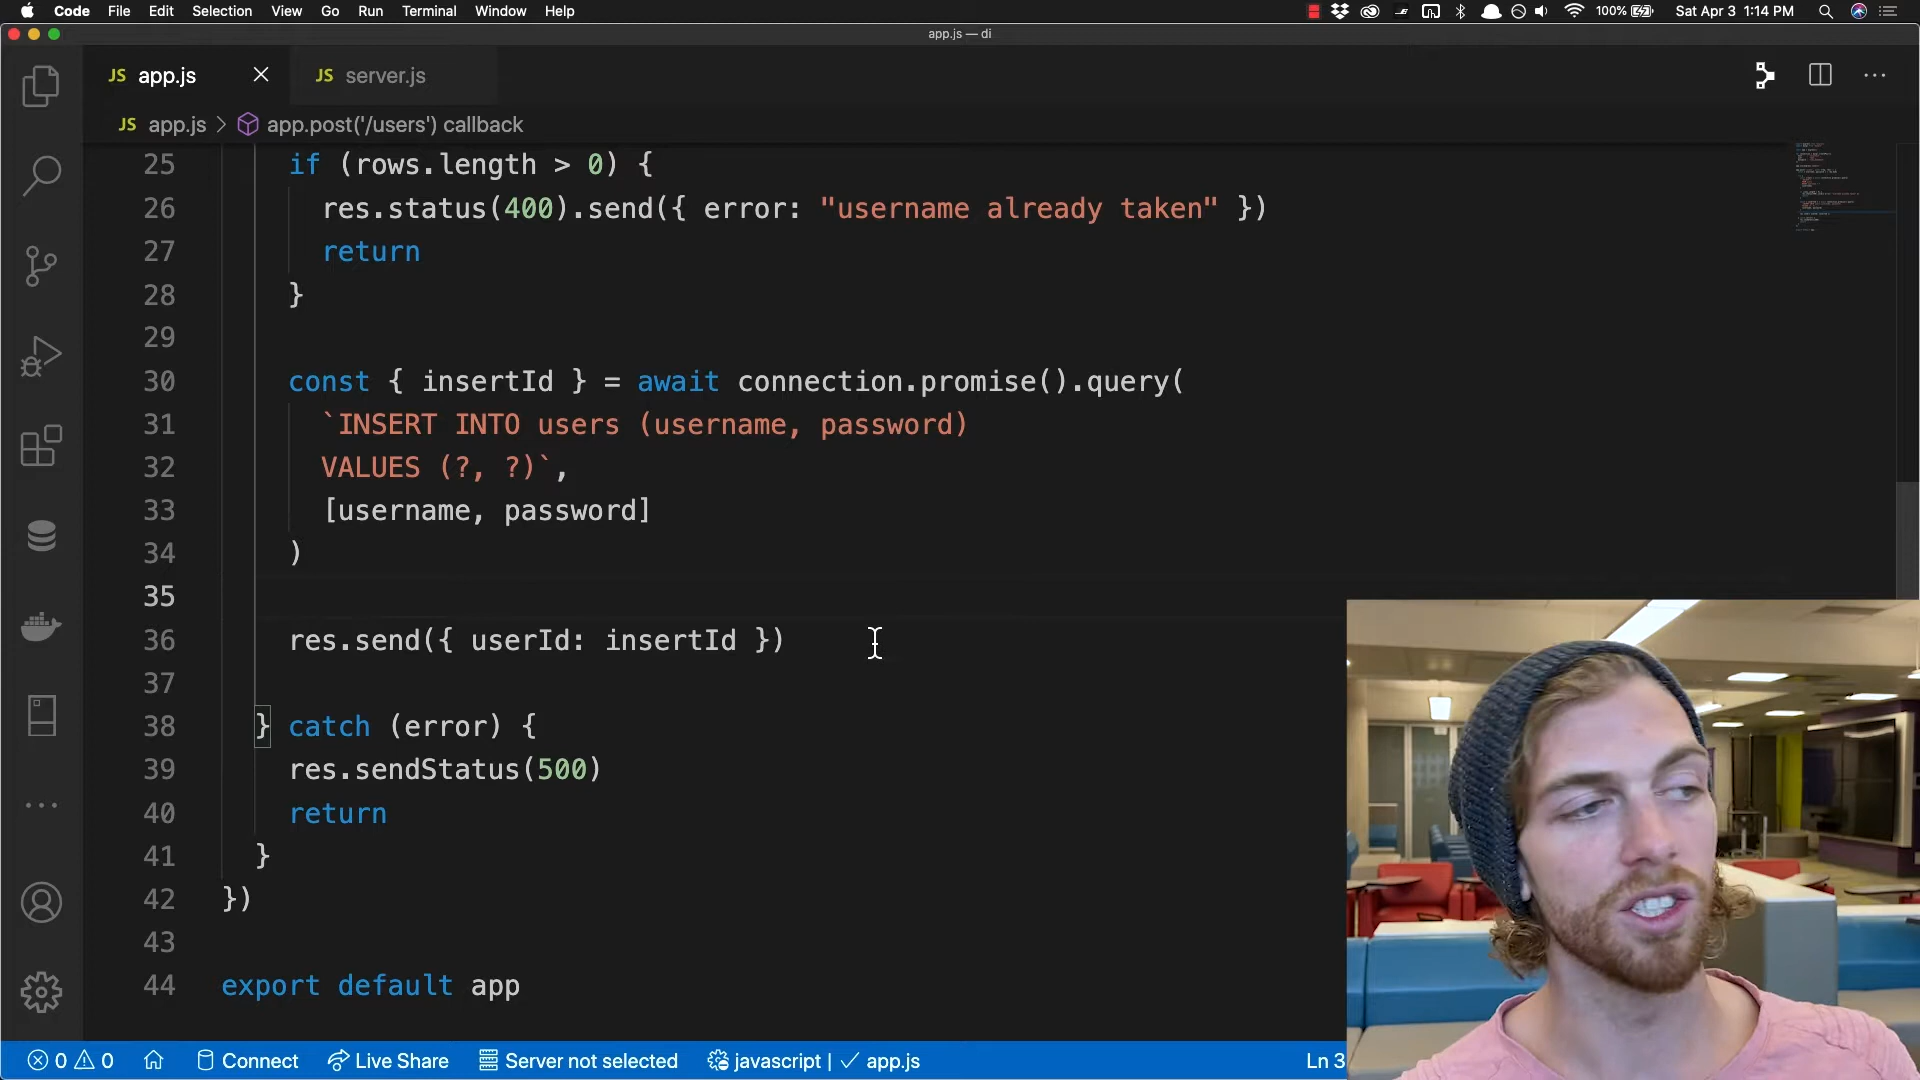 Code File Edit Selection View Go Run Terminal Window Help 100% Sat Apr 3 1:14 PM
app.js — di
JS app.js × JS server.js
JS app.js > app.post('/users') callback
25 if (rows.length > 0) {
26 res.status(400).send({ error: "username already taken" })
27 return
28 }
29
30 const { insertId } = await connection.promise().query(
31 `INSERT INTO users (username, password)
32 VALUES (?, ?)`,
33 [username, password]
34 )
35
36 res.send({ userId: insertId })
37
38 } catch (error) {
39 res.sendStatus(500)
40 return
41 }
42 })
43
44 export default app
0 0 Connect Live Share Server not selected javascript | ✓ app.js Ln 3